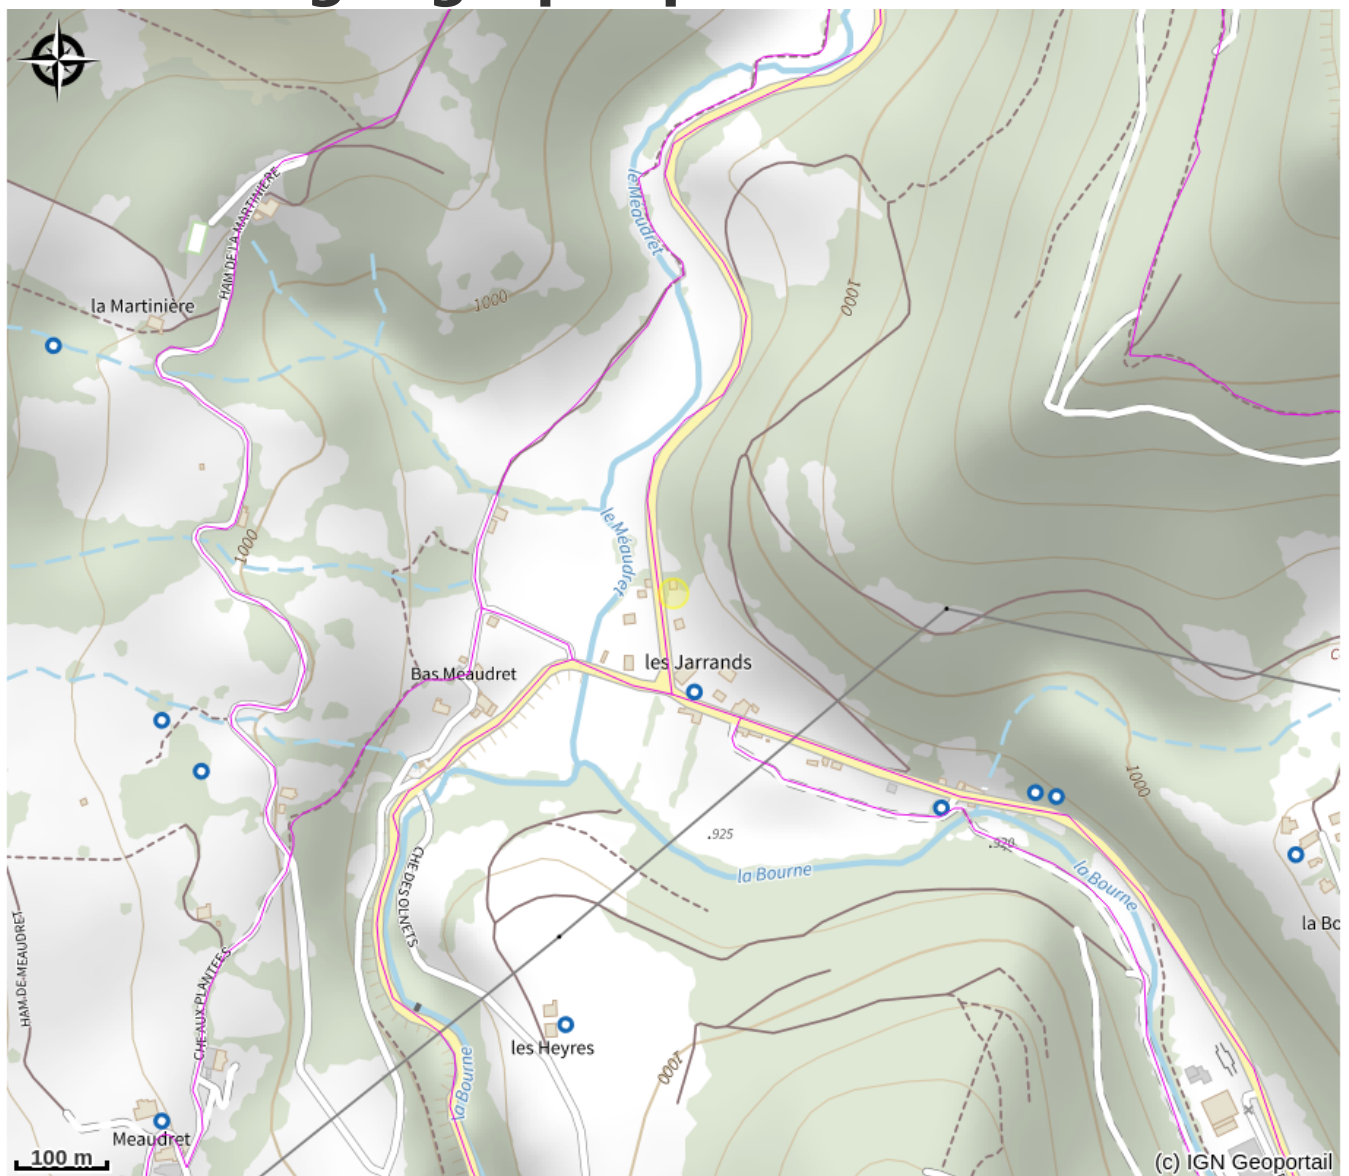 1000
la Martinière
HAM DE LA MARTINIÈRE
le Méaudret
1000
1000
le Méaudret
les Jarrands
Bas Meaudret
1000
.925
.920
la Bourne
la Bourne
CHE DES OLNETS
HAM DE MEAUDRET
CHE AUX PLANTEES
la Bo
les Heyres
1000
la Bourne
Meaudret
100 m
(c) IGN Geoportail